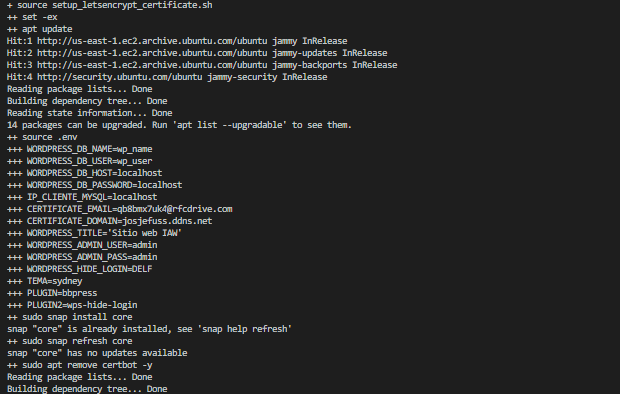 + source setup_letsencrypt_certificate.sh
++ set -ex
++ apt update
Hit:1 http://us-east-1.ec2.archive.ubuntu.com/ubuntu jammy InRelease
Hit:2 http://us-east-1.ec2.archive.ubuntu.com/ubuntu jammy-updates InRelease
Hit:3 http://us-east-1.ec2.archive.ubuntu.com/ubuntu jammy-backports InRelease
Hit:4 http://security.ubuntu.com/ubuntu jammy-security InRelease
Reading package lists... Done
Building dependency tree... Done
Reading state information... Done
14 packages can be upgraded. Run 'apt list --upgradable' to see them.
++ source .env
+++ WORDPRESS_DB_NAME=wp_name
+++ WORDPRESS_DB_USER=wp_user
+++ WORDPRESS_DB_HOST=localhost
+++ WORDPRESS_DB_PASSWORD=localhost
+++ IP_CLIENTE_MYSQL=localhost
+++ CERTIFICATE_EMAIL=qb8bmx7uk4@rfcdrive.com
+++ CERTIFICATE_DOMAIN=josjefuss.ddns.net
+++ WORDPRESS_TITLE='Sitio web IAW'
+++ WORDPRESS_ADMIN_USER=admin
+++ WORDPRESS_ADMIN_PASS=admin
+++ WORDPRESS_HIDE_LOGIN=DELF
+++ TEMA=sydney
+++ PLUGIN=bbpress
+++ PLUGIN2=wps-hide-login
++ sudo snap install core
snap "core" is already installed, see 'snap help refresh'
++ sudo snap refresh core
snap "core" has no updates available
++ sudo apt remove certbot -y
Reading package lists... Done
Building dependency tree... Done